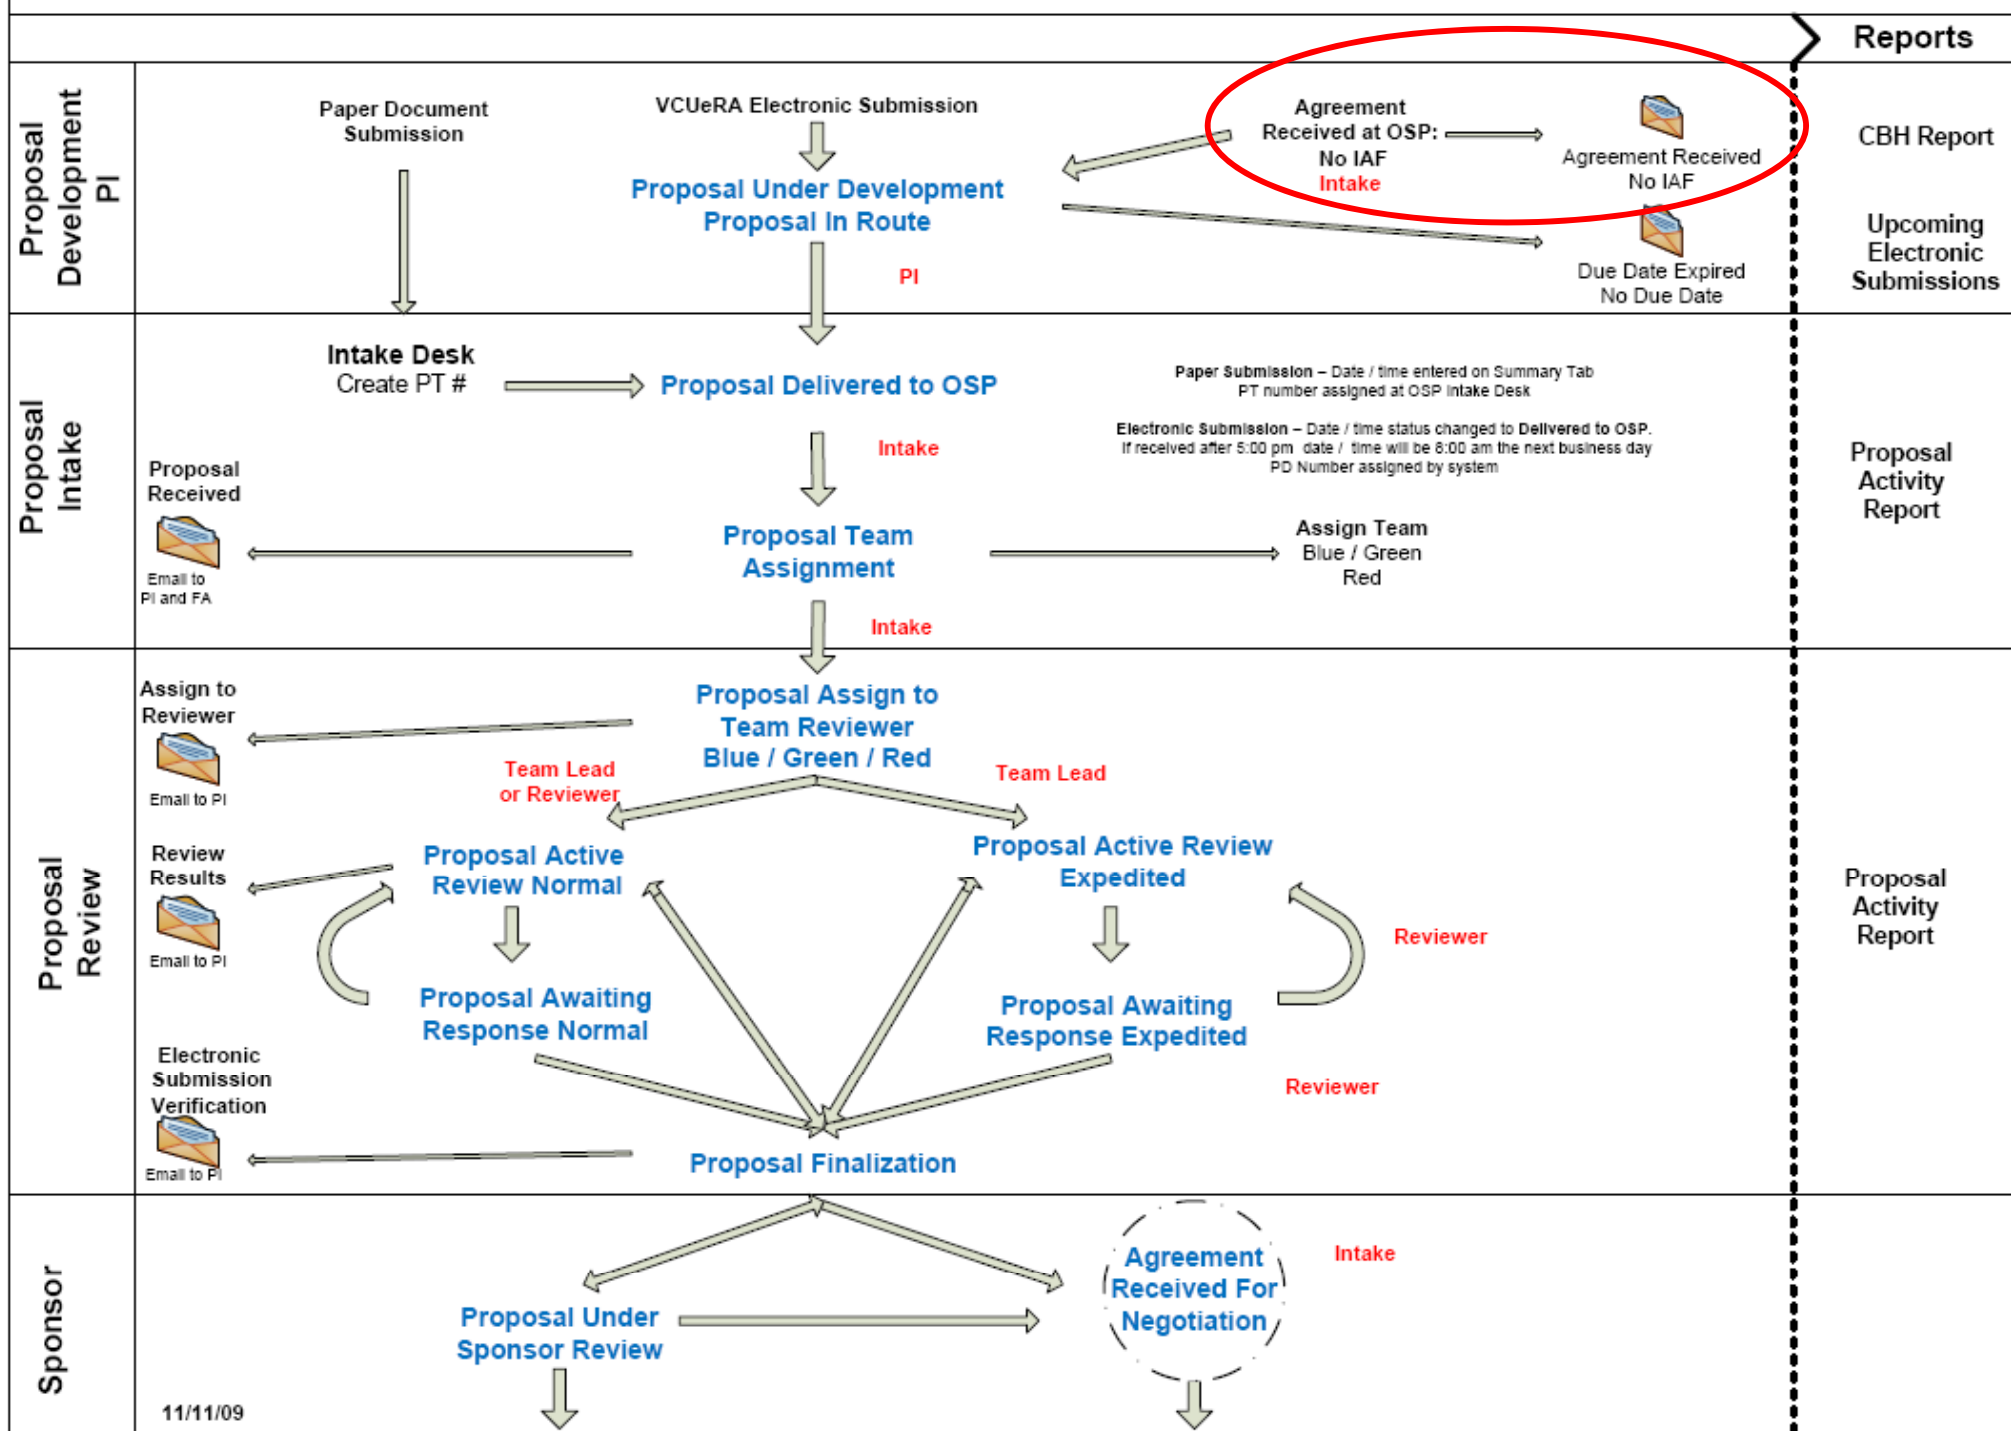 Reports
Proposal
Development
PI
Paper Document
Submission
VCUeRA Electronic Submission
Proposal Under Development
Proposal In Route
PI
Agreement
Received at OSP:
No IAF
Intake
Agreement Received
No IAF
Due Date Expired
No Due Date
CBH Report
Upcoming
Electronic
Submissions
Proposal
Intake
Intake Desk
Create PT #
Proposal Delivered to OSP
Paper Submission – Date / time entered on Summary Tab
PT number assigned at OSP Intake Desk
Electronic Submission – Date / time status changed to Delivered to OSP.
If received after 5:00 pm date / time will be 8:00 am the next business day
PD Number assigned by system
Intake
Proposal
Received
Email to
PI and FA
Proposal Team
Assignment
Assign Team
Blue / Green
Red
Intake
Proposal
Activity
Report
Proposal
Review
Assign to
Reviewer
Email to PI
Proposal Assign to
Team Reviewer
Blue / Green / Red
Team Lead
or Reviewer
Team Lead
Review
Results
Email to PI
Proposal Active
Review Normal
Proposal Active Review
Expedited
Reviewer
Proposal Awaiting
Response Normal
Proposal Awaiting
Response Expedited
Reviewer
Electronic
Submission
Verification
Email to PI
Proposal Finalization
Proposal
Activity
Report
Sponsor
Proposal Under
Sponsor Review
Agreement
Received For
Negotiation
Intake
11/11/09